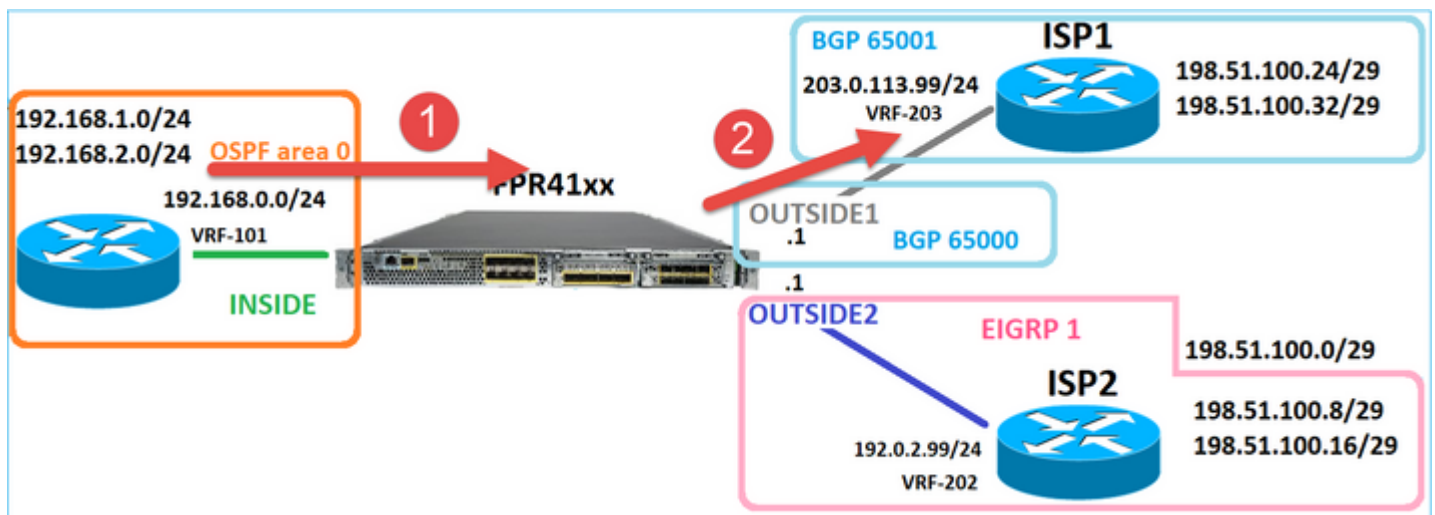 BGP 65001
ISP1
203.0.113.99/24
VRF-203
198.51.100.24/29
198.51.100.32/29
192.168.1.0/24
192.168.2.0/24 OSPF area 0
1
2
192.168.0.0/24
VRF-101
INSIDE
FPR41xx
OUTSIDE1
.1
BGP 65000
.1
OUTSIDE2
EIGRP 1
198.51.100.0/29
ISP2
198.51.100.8/29
198.51.100.16/29
192.0.2.99/24
VRF-202